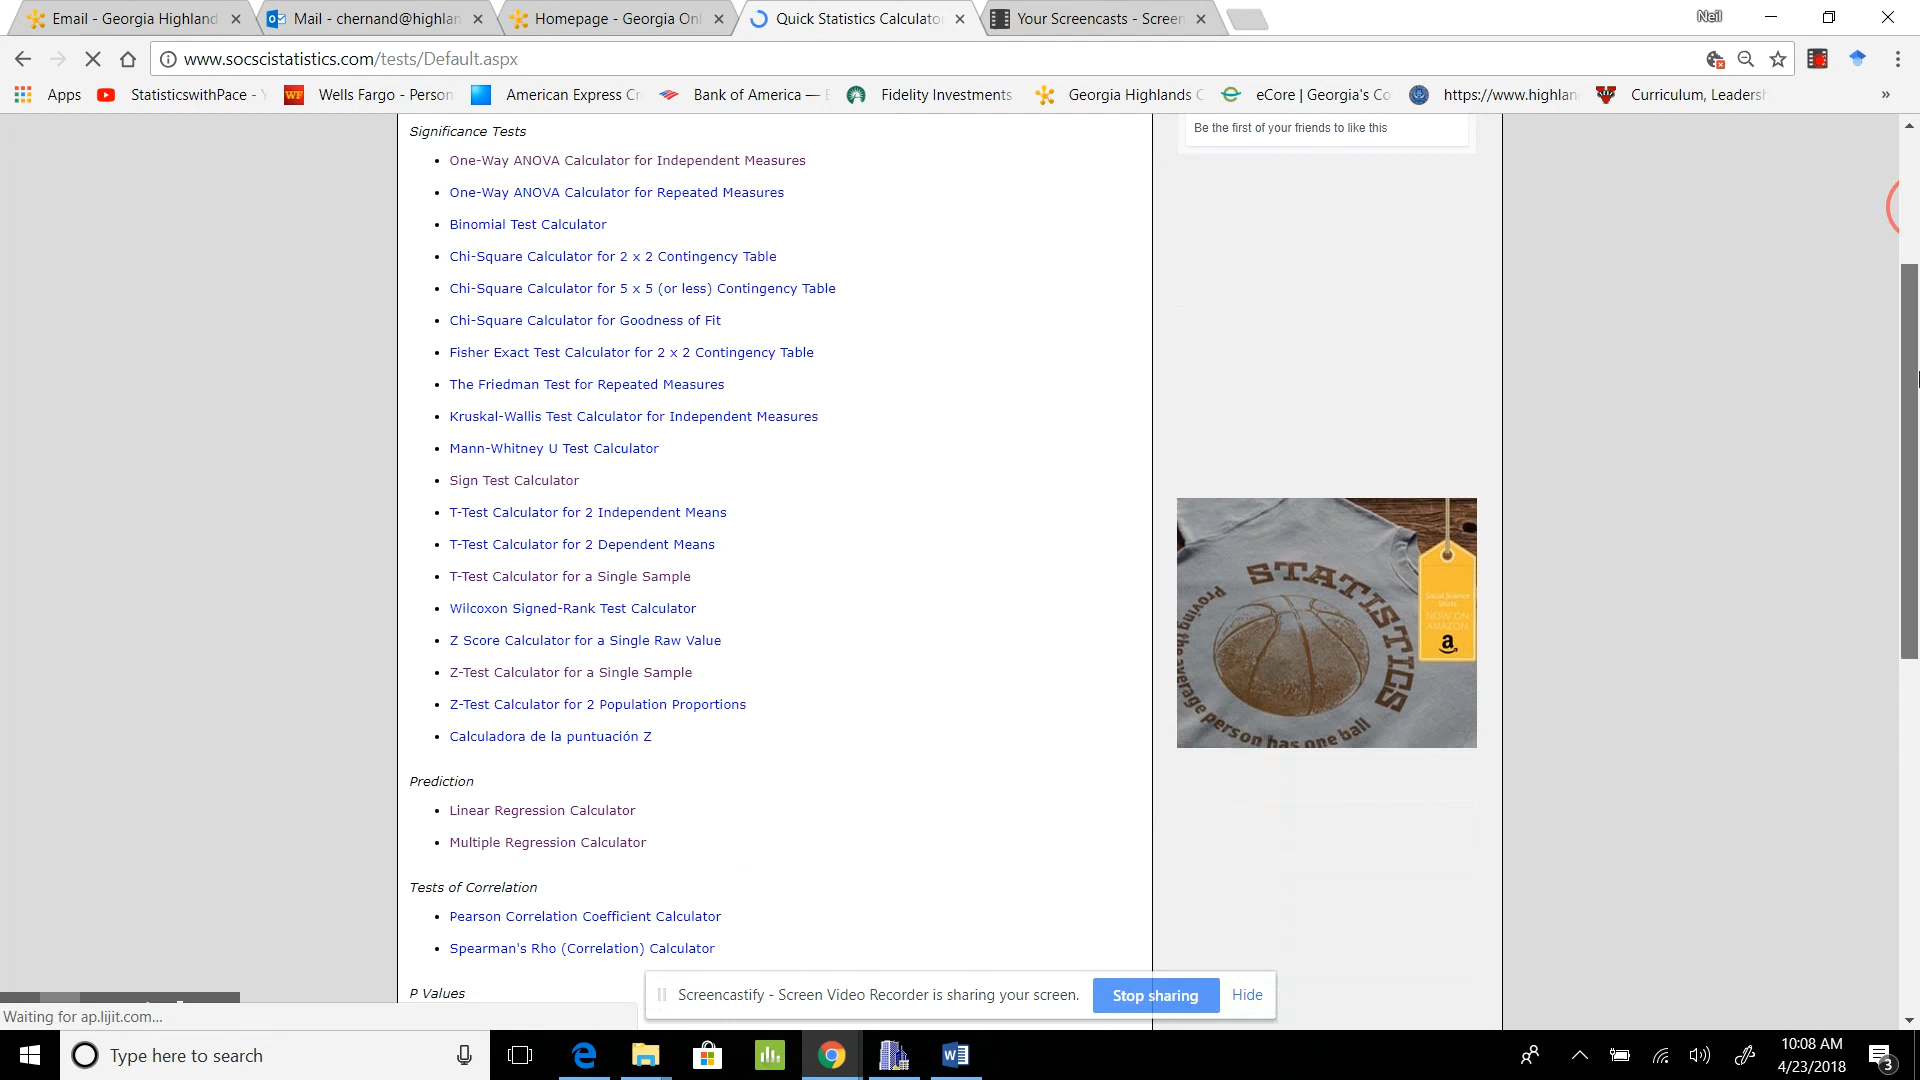 Email - Georgia Highland
Mail - chernand@highlan
Homepage - Georgia Onl
Quick Statistics Calculato
Your Screencasts - Screen
Neil
www.socscistatistics.com/tests/Default.aspx
Apps
StatisticswithPace - Y
WF
Wells Fargo - Person
American Express Cr
Bank of America — E
Fidelity Investments
Georgia Highlands C
eCore | Georgia's Co
https://www.highlan
Curriculum, Leadersh
»
Significance Tests
Be the first of your friends to like this
• One-Way ANOVA Calculator for Independent Measures
• One-Way ANOVA Calculator for Repeated Measures
• Binomial Test Calculator
• Chi-Square Calculator for 2 x 2 Contingency Table
• Chi-Square Calculator for 5 x 5 (or less) Contingency Table
• Chi-Square Calculator for Goodness of Fit
• Fisher Exact Test Calculator for 2 x 2 Contingency Table
• The Friedman Test for Repeated Measures
• Kruskal-Wallis Test Calculator for Independent Measures
• Mann-Whitney U Test Calculator
• Sign Test Calculator
• T-Test Calculator for 2 Independent Means
• T-Test Calculator for 2 Dependent Means
• T-Test Calculator for a Single Sample
• Wilcoxon Signed-Rank Test Calculator
• Z Score Calculator for a Single Raw Value
• Z-Test Calculator for a Single Sample
• Z-Test Calculator for 2 Population Proportions
• Calculadora de la puntuación Z
STATISTICS
Proving the average person has one ball
Social Science
Shirts
NOW ON
AMAZON
a
Prediction
• Linear Regression Calculator
• Multiple Regression Calculator
Tests of Correlation
• Pearson Correlation Coefficient Calculator
• Spearman's Rho (Correlation) Calculator
P Values
Screencastify - Screen Video Recorder is sharing your screen.
Stop sharing
Hide
Waiting for ap.lijit.com...
Type here to search
10:08 AM
4/23/2018
3